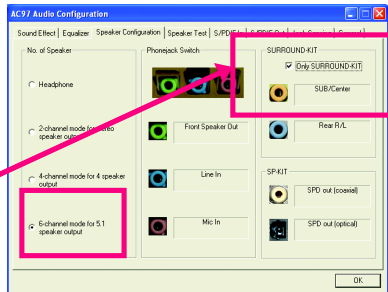 AC97 Audio Configuration
Sound Effect Equalizer Speaker Configuration Speaker Test S/PDIF In S/PDIF Out
No. of Speaker
Headphone
2-channel mode for stereo
speaker output
4-channel mode for 4 speaker
output
6-channel mode for 5.1
speaker output
Phonejack Switch
Front Speaker Out
Line In
Mic In
SURROUND-KIT
Only SURROUND-KIT
SUB/Center
Rear R/L
SP-KIT
SPD out (coaxial)
SPD out (optical)
OK